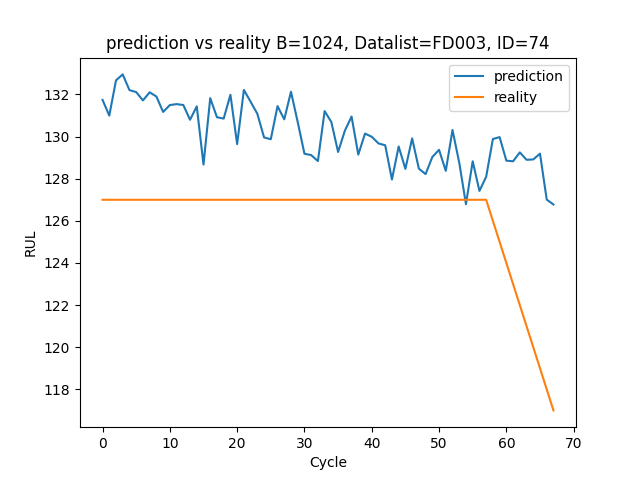 prediction vs reality B=1024, Datalist=FD003, ID=74
prediction
reality
RUL
132
130
128
126
124
122
120
118
0 10 20 30 40 50 60 70
Cycle